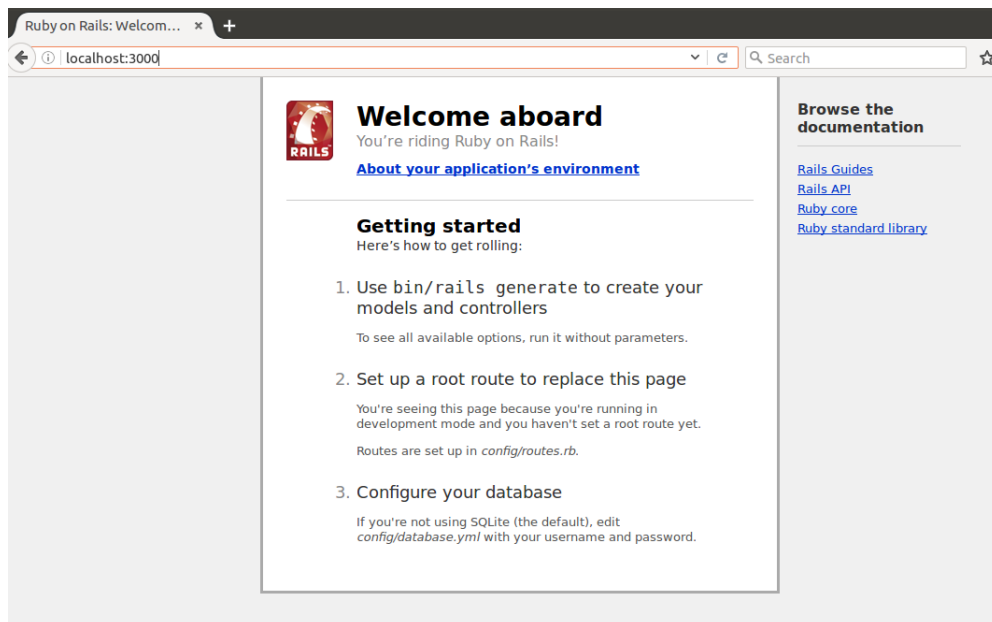 Ruby on Rails: Welcom... × +
localhost:3000
Search
RAILS
Welcome aboard
You’re riding Ruby on Rails!
About your application’s environment
Getting started
Here’s how to get rolling:
1. Use bin/rails generate to create your
models and controllers
To see all available options, run it without parameters.
2. Set up a root route to replace this page
You're seeing this page because you're running in
development mode and you haven't set a root route yet.
Routes are set up in config/routes.rb.
3. Configure your database
If you're not using SQLite (the default), edit
config/database.yml with your username and password.
Browse the
documentation
Rails Guides
Rails API
Ruby core
Ruby standard library